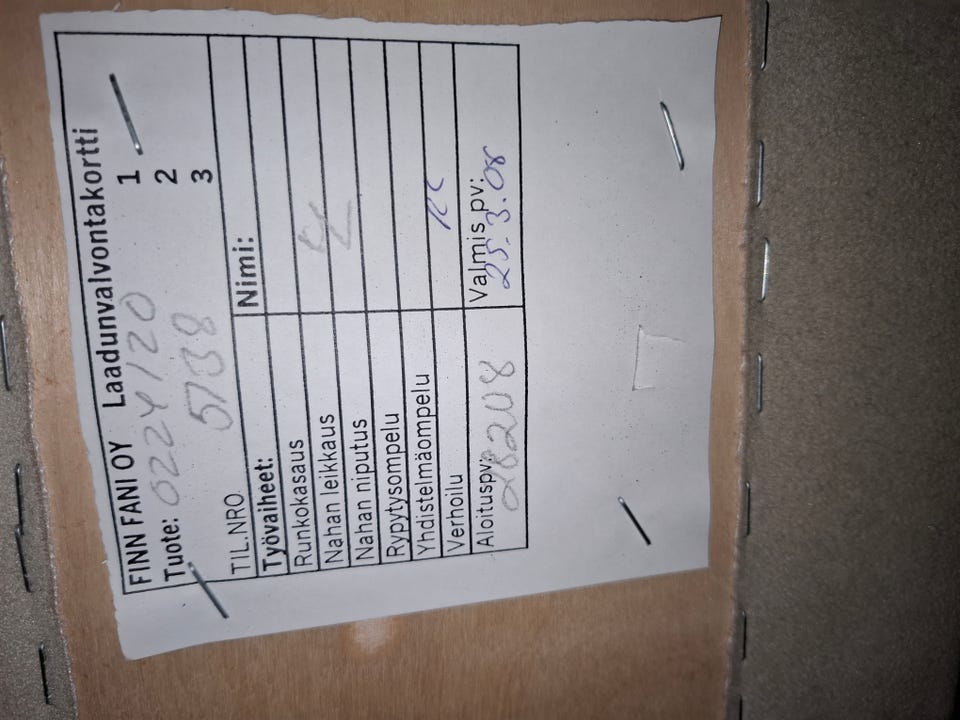 FINN FANI OY Laadunvalvontakortti
Tuote: 0224/120 1
5738 2
3
TIL.NRO.
Työvaiheet: Nimi:
Runkokasaus
Nahan leikkaus
Nahan niputus
Rypytysompelu
Yhdistelmäompelu
Verhoilu KC
Aloituspv: Valmis pv:
25.3.08